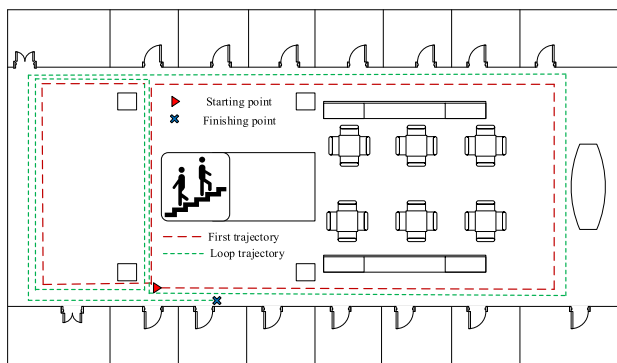 Starting point
Finishing point
First trajectory
Loop trajectory